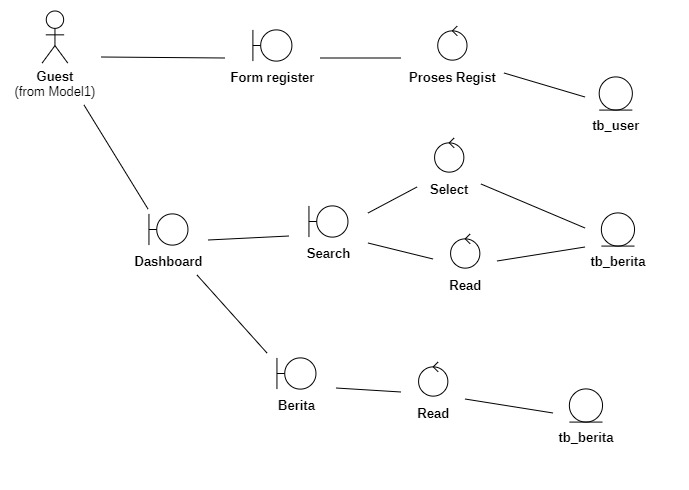 Guest
(from Model1)
Form register
Proses Regist
tb_user
Select
Dashboard
Search
tb_berita
Read
Berita
Read
tb_berita